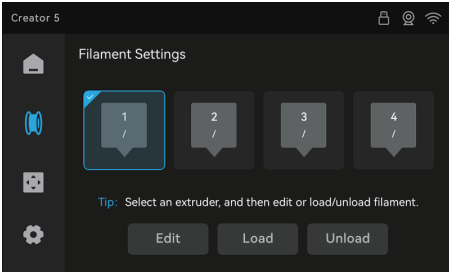 Creator 5
Filament Settings
1 2 3 4
/ / / /
Tip: Select an extruder, and then edit or load/unload filament.
Edit Load Unload